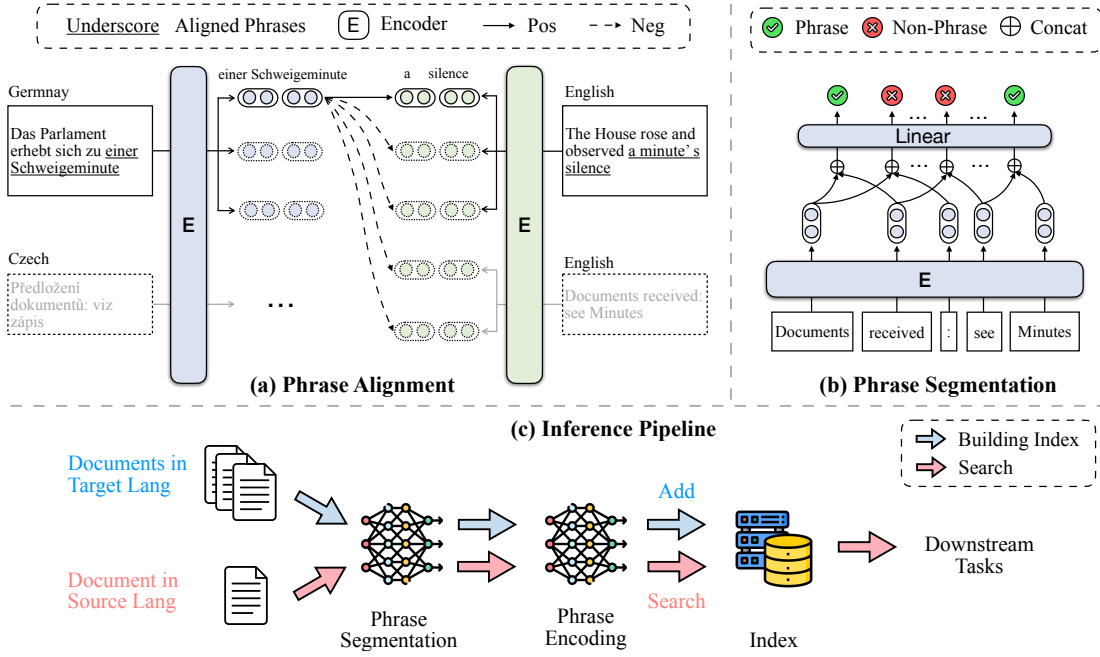 Underscore Aligned Phrases E Encoder Pos Neg
Phrase Non-Phrase Concat
einer Schweigeminute
a silence
Germnay
Das Parlament
erhebt sich zu einer
Schweigeminute
English
The House rose and
observed a minute's
silence
E
E
Czech
Předložení
dokumentů: viz
zápis
...
English
Documents received:
see Minutes
(a) Phrase Alignment
... ...
Linear
... ...
E
Documents received : see Minutes
(b) Phrase Segmentation
(c) Inference Pipeline
Building Index
Search
Documents in
Target Lang
Document in
Source Lang
Phrase
Segmentation
Phrase
Encoding
Add
Search
Index
Downstream
Tasks